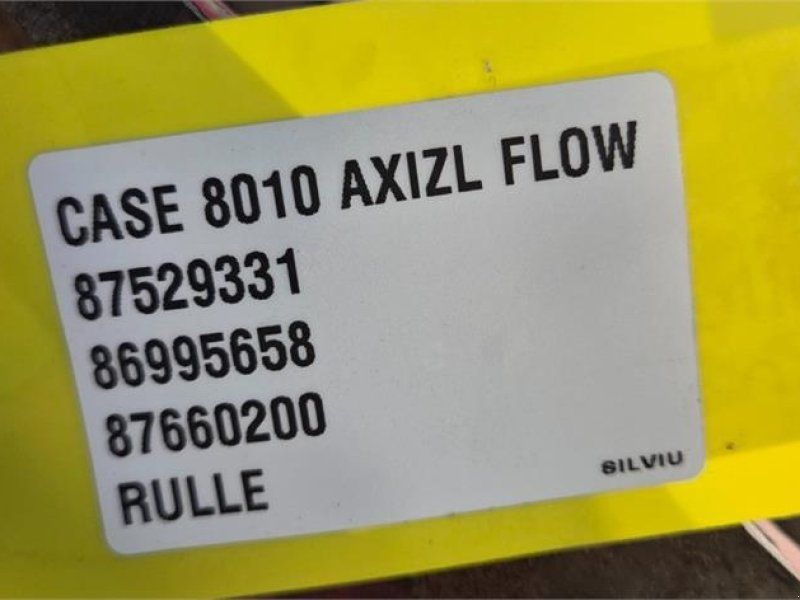 CASE 8010 AXIZL FLOW
87529331
86995658
87660200
RULLE
SILVIU